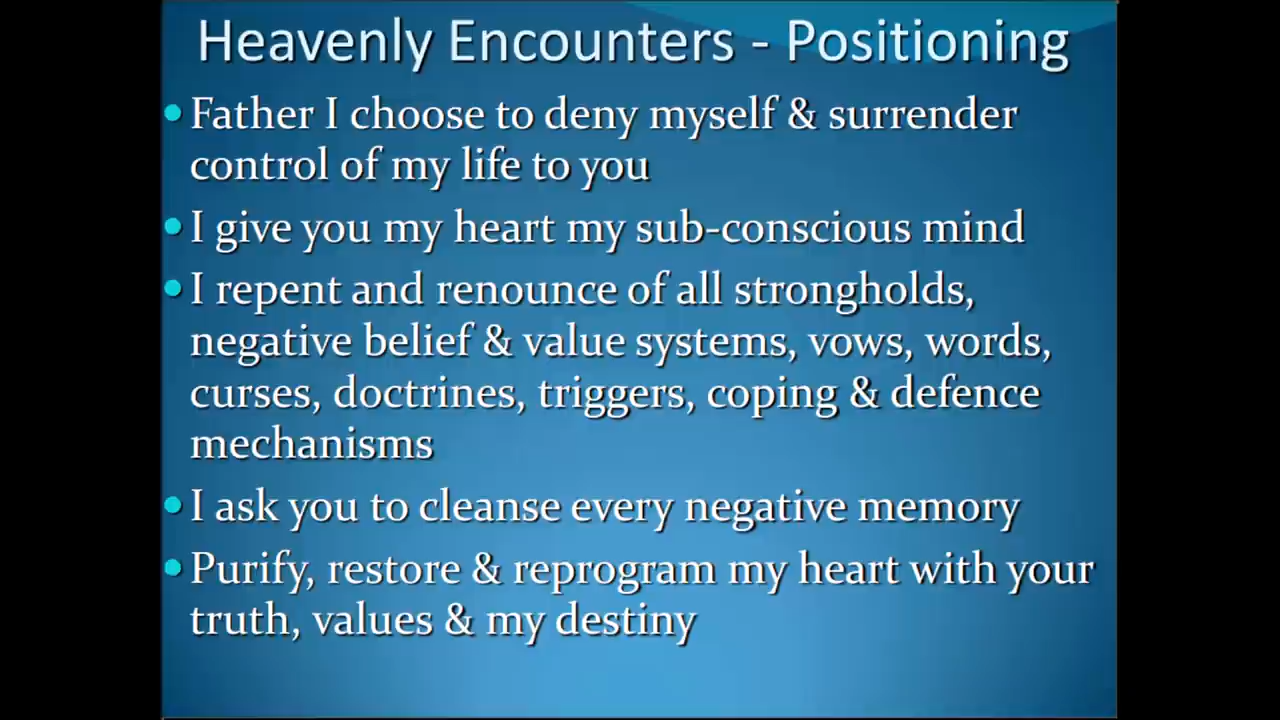 Heavenly Encounters - Positioning
• Father I choose to deny myself & surrender
control of my life to you
• I give you my heart my sub-conscious mind
• I repent and renounce of all strongholds,
negative belief & value systems, vows, words,
curses, doctrines, triggers, coping & defence
mechanisms
• I ask you to cleanse every negative memory
• Purify, restore & reprogram my heart with your
truth, values & my destiny